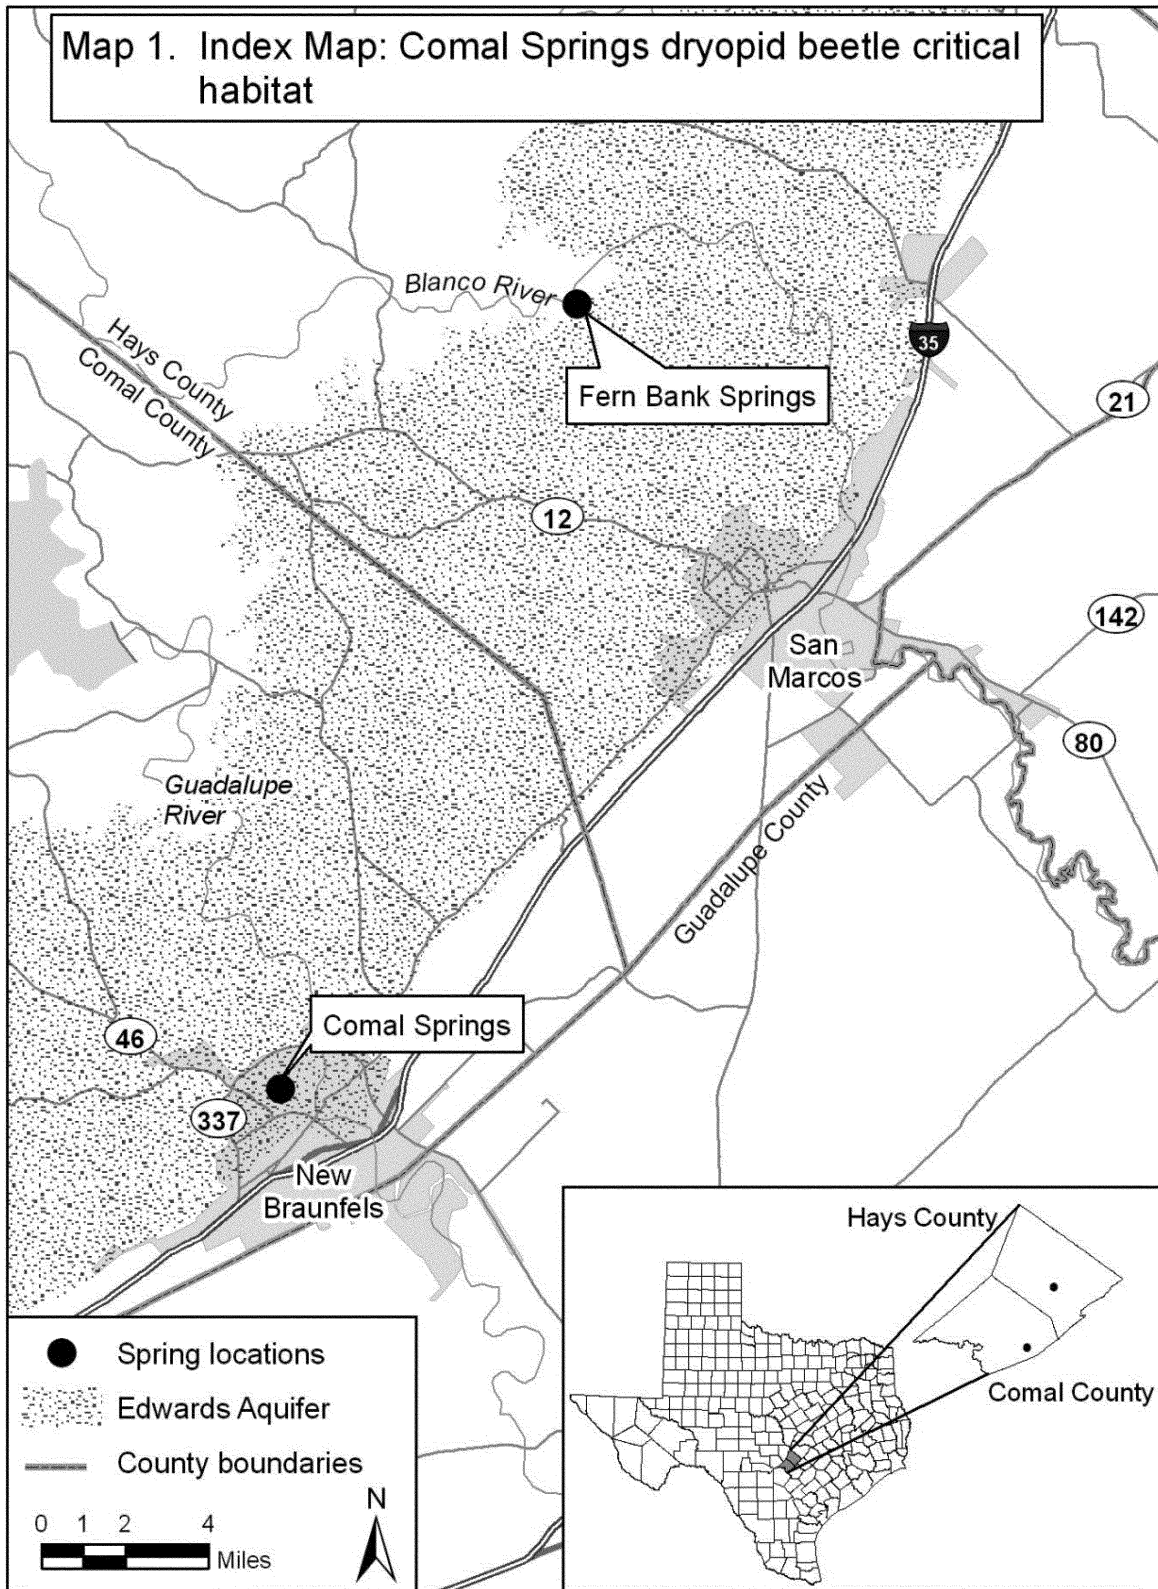 Map 1. Index Map: Comal Springs dryopid beetle critical
habitat
Blanco River
Hays County
Comal County
35
Fern Bank Springs
21
12
142
San
Marcos
80
Guadalupe
River
Guadalupe County
Comal Springs
46
337
New
Braunfels
Hays County
Comal County
Spring locations
Edwards Aquifer
County boundaries
N
0 1 2 4
Miles